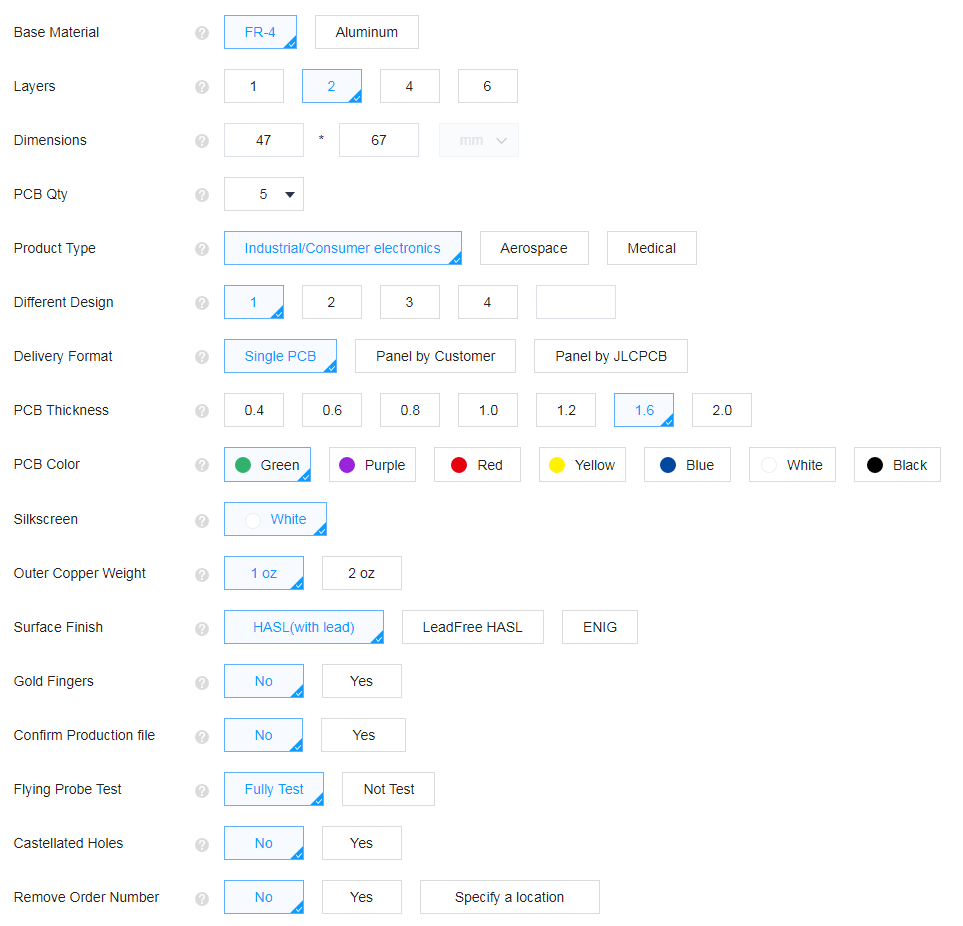 Base Material ? FR-4 Aluminum
Layers ? 1 2 4 6
Dimensions ? 47 * 67 mm
PCB Qty ? 5
Product Type ? Industrial/Consumer electronics Aerospace Medical
Different Design ? 1 2 3 4
Delivery Format ? Single PCB Panel by Customer Panel by JLCPCB
PCB Thickness ? 0.4 0.6 0.8 1.0 1.2 1.6 2.0
PCB Color ? Green Purple Red Yellow Blue White Black
Silkscreen ? White
Outer Copper Weight ? 1 oz 2 oz
Surface Finish ? HASL(with lead) LeadFree HASL ENIG
Gold Fingers ? No Yes
Confirm Production file ? No Yes
Flying Probe Test ? Fully Test Not Test
Castellated Holes ? No Yes
Remove Order Number ? No Yes Specify a location